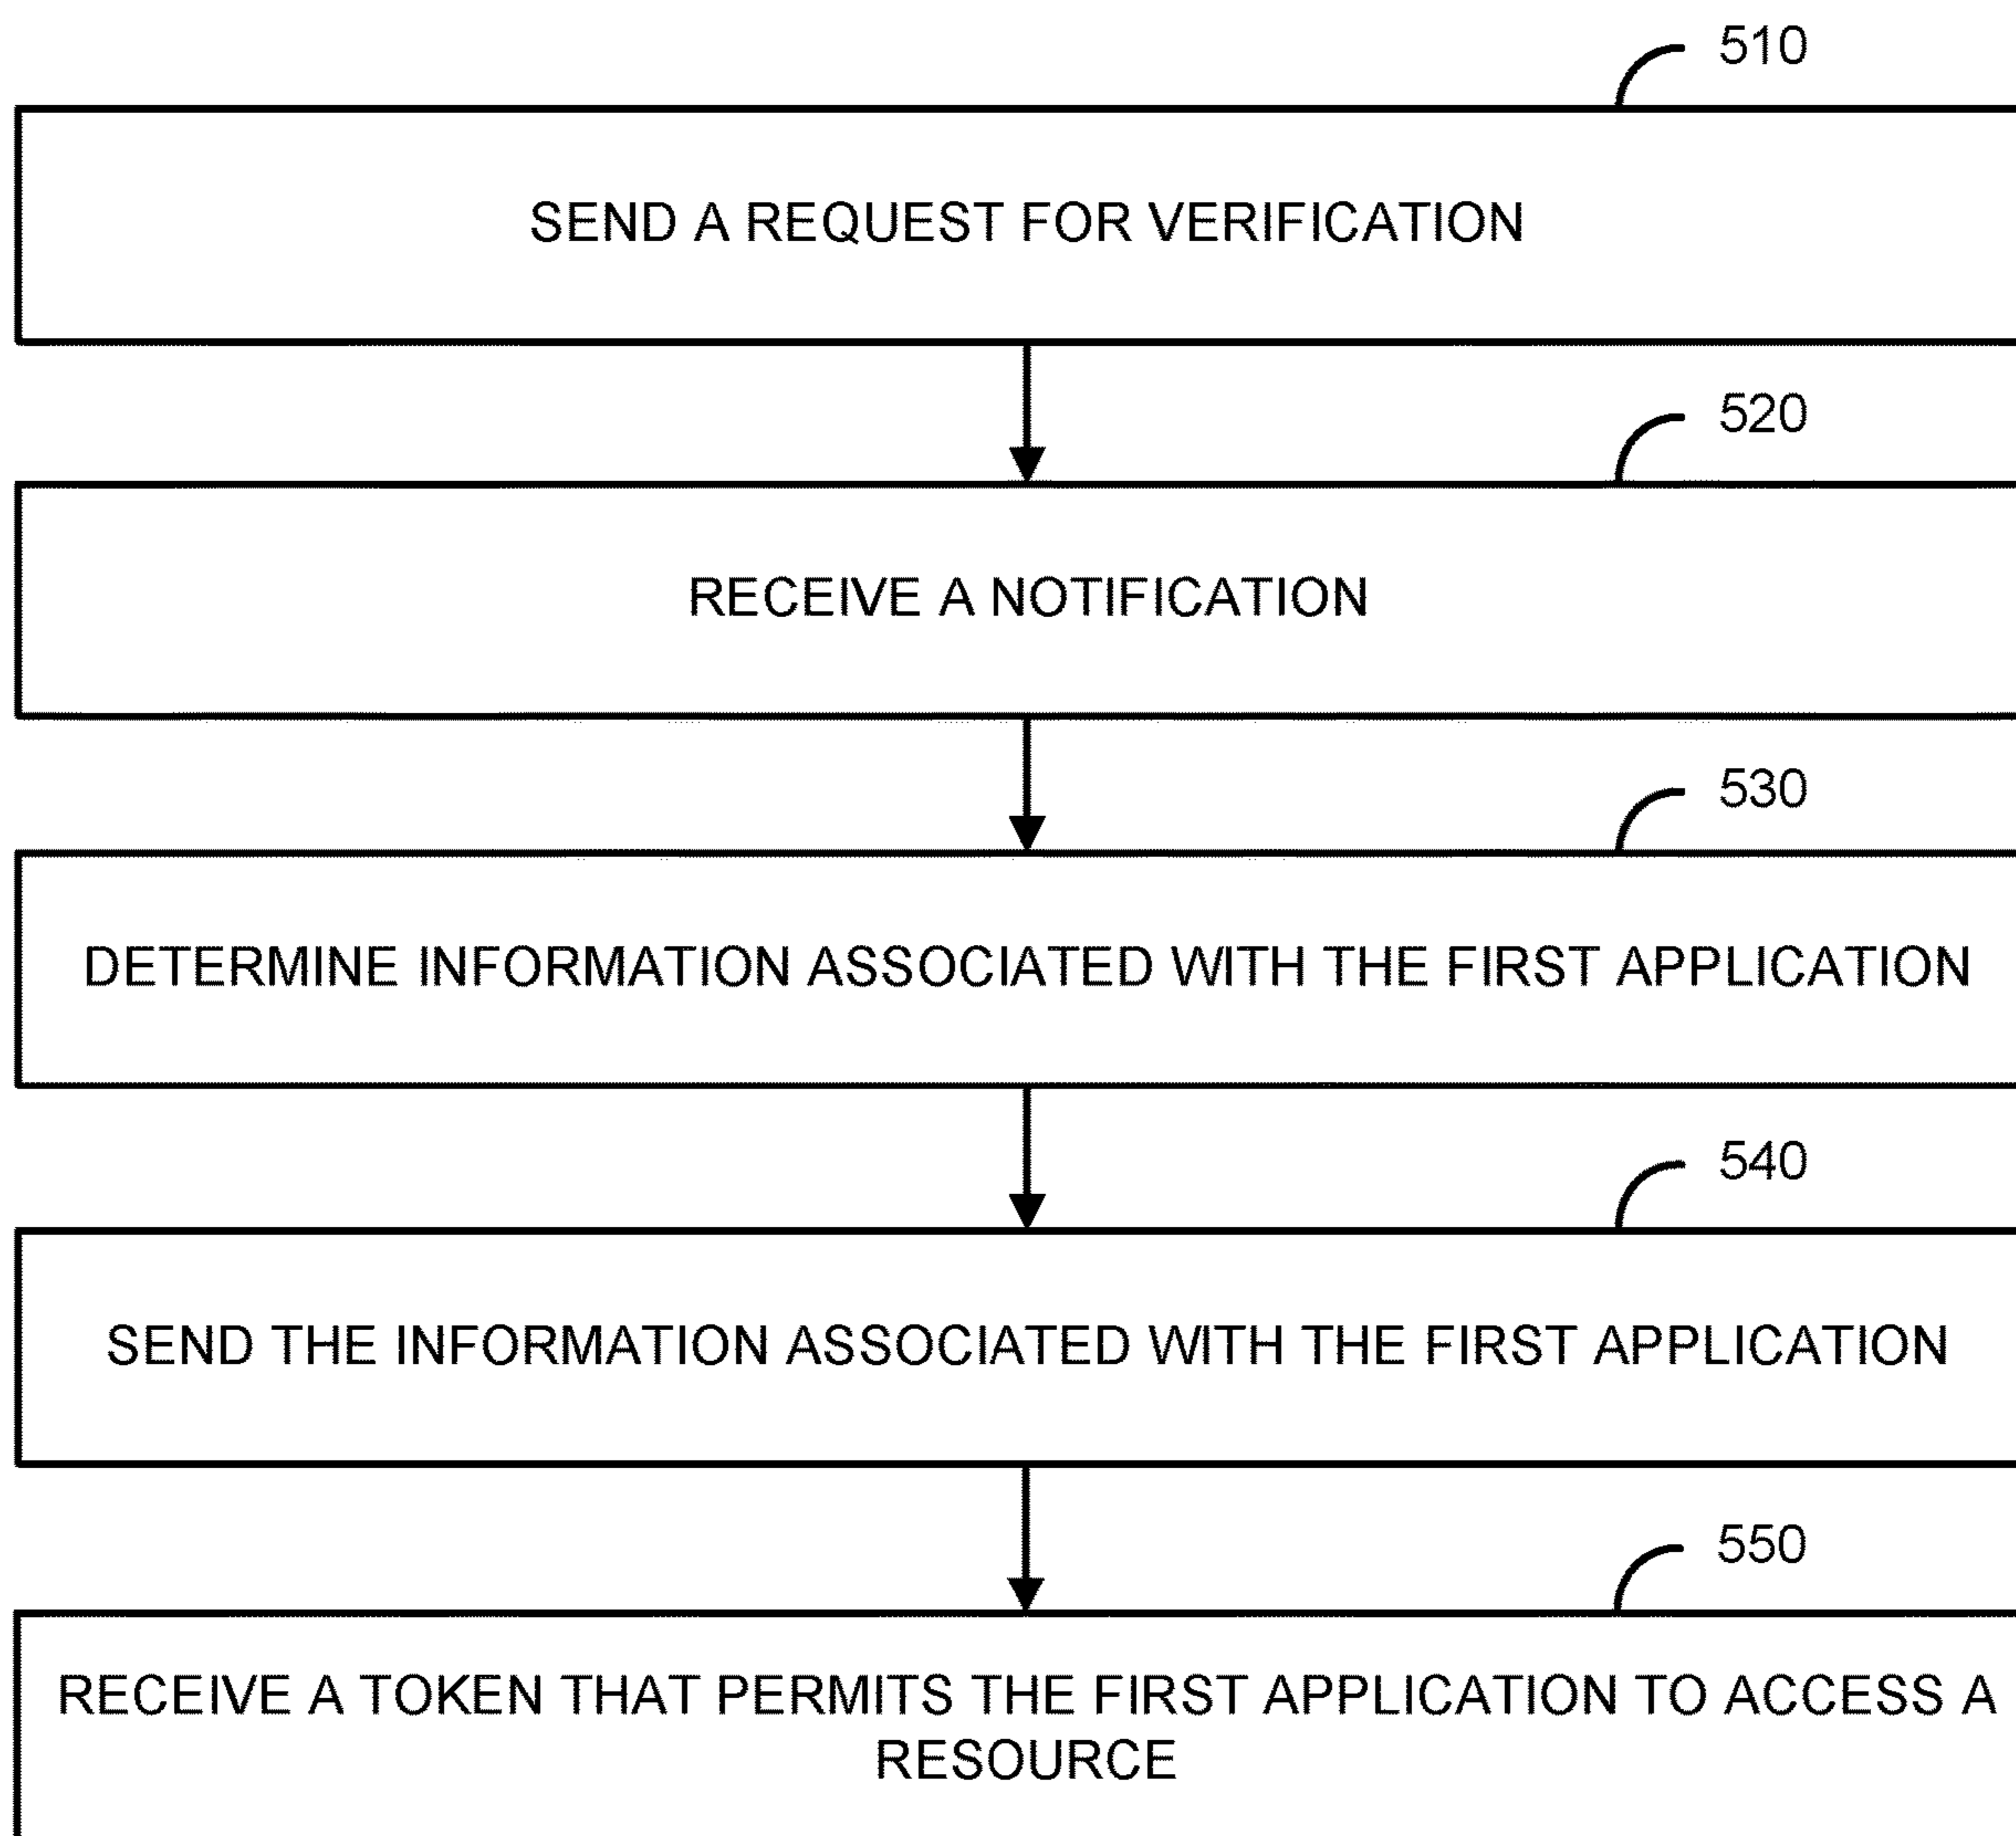 510
SEND A REQUEST FOR VERIFICATION
520
RECEIVE A NOTIFICATION
530
DETERMINE INFORMATION ASSOCIATED WITH THE FIRST APPLICATION
540
SEND THE INFORMATION ASSOCIATED WITH THE FIRST APPLICATION
550
RECEIVE A TOKEN THAT PERMITS THE FIRST APPLICATION TO ACCESS A
RESOURCE